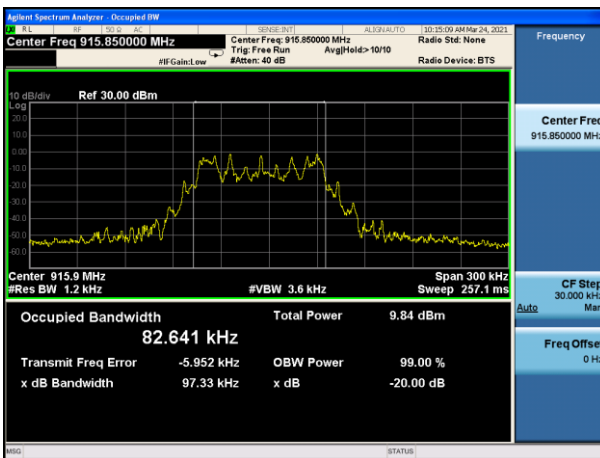 Agilent Spectrum Analyzer - Occupied BW
RL RF 50 Ω AC SENSE:INT ALIGNAUTO 10:15:09 AM Mar 24, 2021
Center Freq 915.850000 MHz Center Freq: 915.850000 MHz Radio Std: None Frequency
Trig: Free Run Avg|Hold:>10/10
#IFGain:Low #Atten: 40 dB Radio Device: BTS
10 dB/div Ref 30.00 dBm
Log
20.0
10.0
0.00
-10.0
-20.0
-30.0
-40.0
-50.0
-60.0
Center Freq
915.850000 MHz
Center 915.9 MHz Span 300 kHz
#Res BW 1.2 kHz #VBW 3.6 kHz Sweep 257.1 ms
CF Step
30.000 kHz
Auto Man
Occupied Bandwidth Total Power 9.84 dBm
82.641 kHz
Transmit Freq Error -5.952 kHz OBW Power 99.00 %
x dB Bandwidth 97.33 kHz x dB -20.00 dB
Freq Offset
0 Hz
MSG STATUS